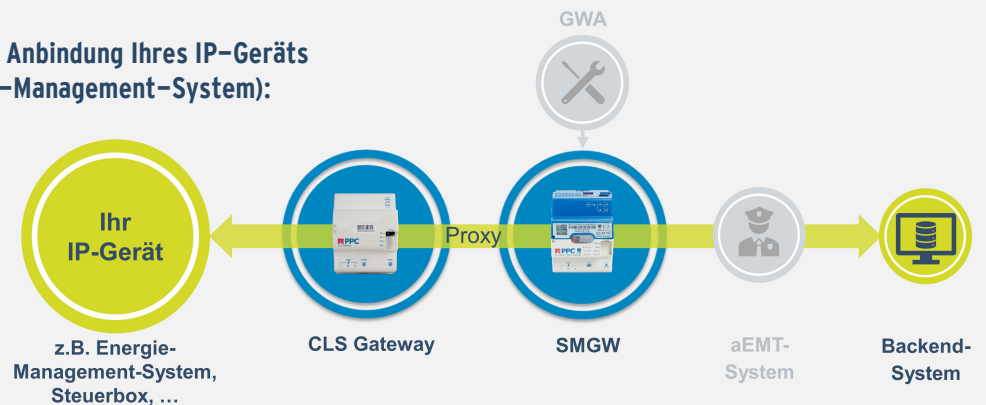 GWA
Anbindung Ihres IP-Geräts
-Management-System):
Ihr
IP-Gerät
PPC
Proxy
PPC
z.B. Energie-
Management-System,
Steuerbox, ...
CLS Gateway
SMGW
aEMT-
System
Backend-
System